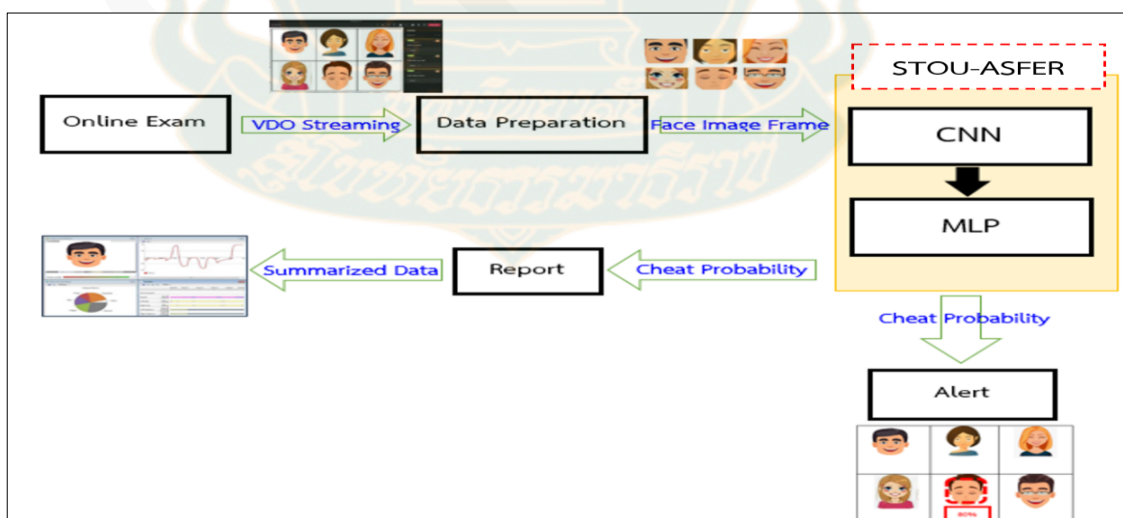 STOU-ASFER
Online Exam
VDO Streaming
Data Preparation
Face Image Frame
CNN
MLP
Summarized Data
Report
Cheat Probability
Cheat Probability
Alert
80%